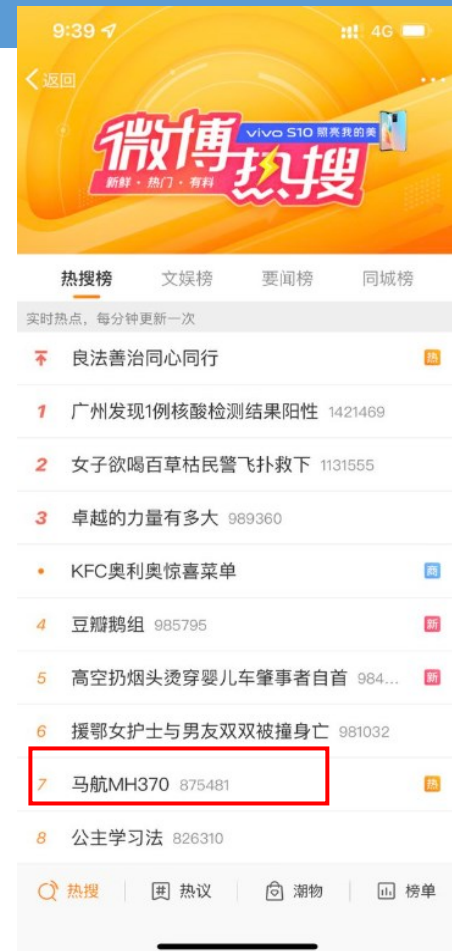 9:39 4G
返回
微博热搜
vivo S10 照亮我的美
新鲜·热门·有料
热搜榜 文娱榜 要闻榜 同城榜
实时热点，每分钟更新一次
良法善治同心同行 热
1 广州发现1例核酸检测结果阳性 1421469
2 女子欲喝百草枯民警飞扑救下 1131555
3 卓越的力量有多大 989360
• KFC奥利奥惊喜菜单 商
4 豆瓣鹅组 985795 新
5 高空扔烟头烫穿婴儿车肇事者自首 984... 新
6 援鄂女护士与男友双双被撞身亡 981032
7 马航MH370 875481 热
8 公主学习法 826310
热搜 # 热议 潮物 榜单